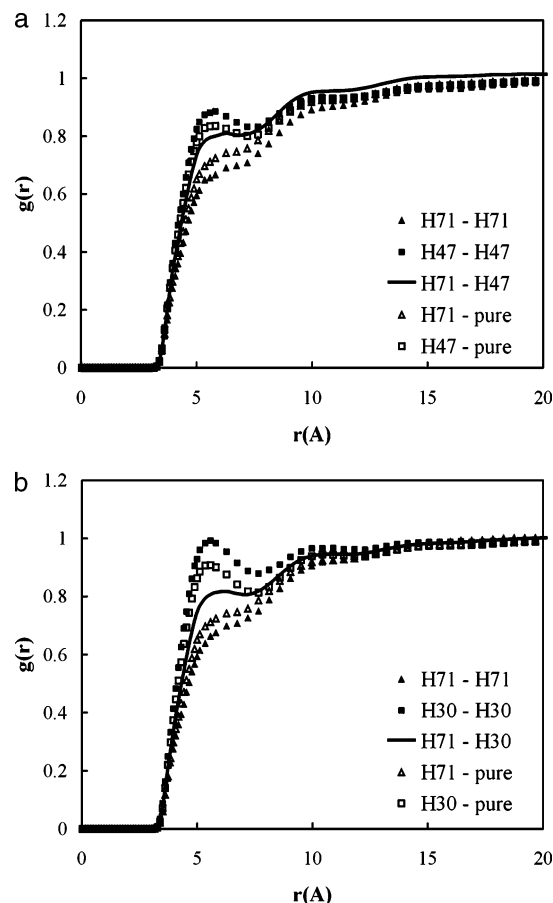 a
1.2
1
0.8
0.6
0.4
0.2
0
g(r)
H71 - H71
H47 - H47
H71 - H47
H71 - pure
H47 - pure
0 5 10 15 20
r(A)
b
1.2
1
0.8
0.6
0.4
0.2
0
g(r)
H71 - H71
H30 - H30
H71 - H30
H71 - pure
H30 - pure
0 5 10 15 20
r(A)